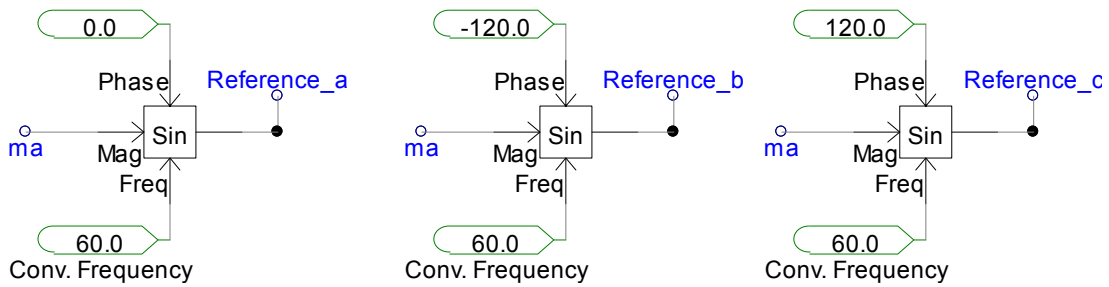 0.0
Phase
Reference_a
Sin
ma
Mag
Freq
60.0
Conv. Frequency
-120.0
Phase
Reference_b
Sin
ma
Mag
Freq
60.0
Conv. Frequency
120.0
Phase
Reference_c
Sin
ma
Mag
Freq
60.0
Conv. Frequency